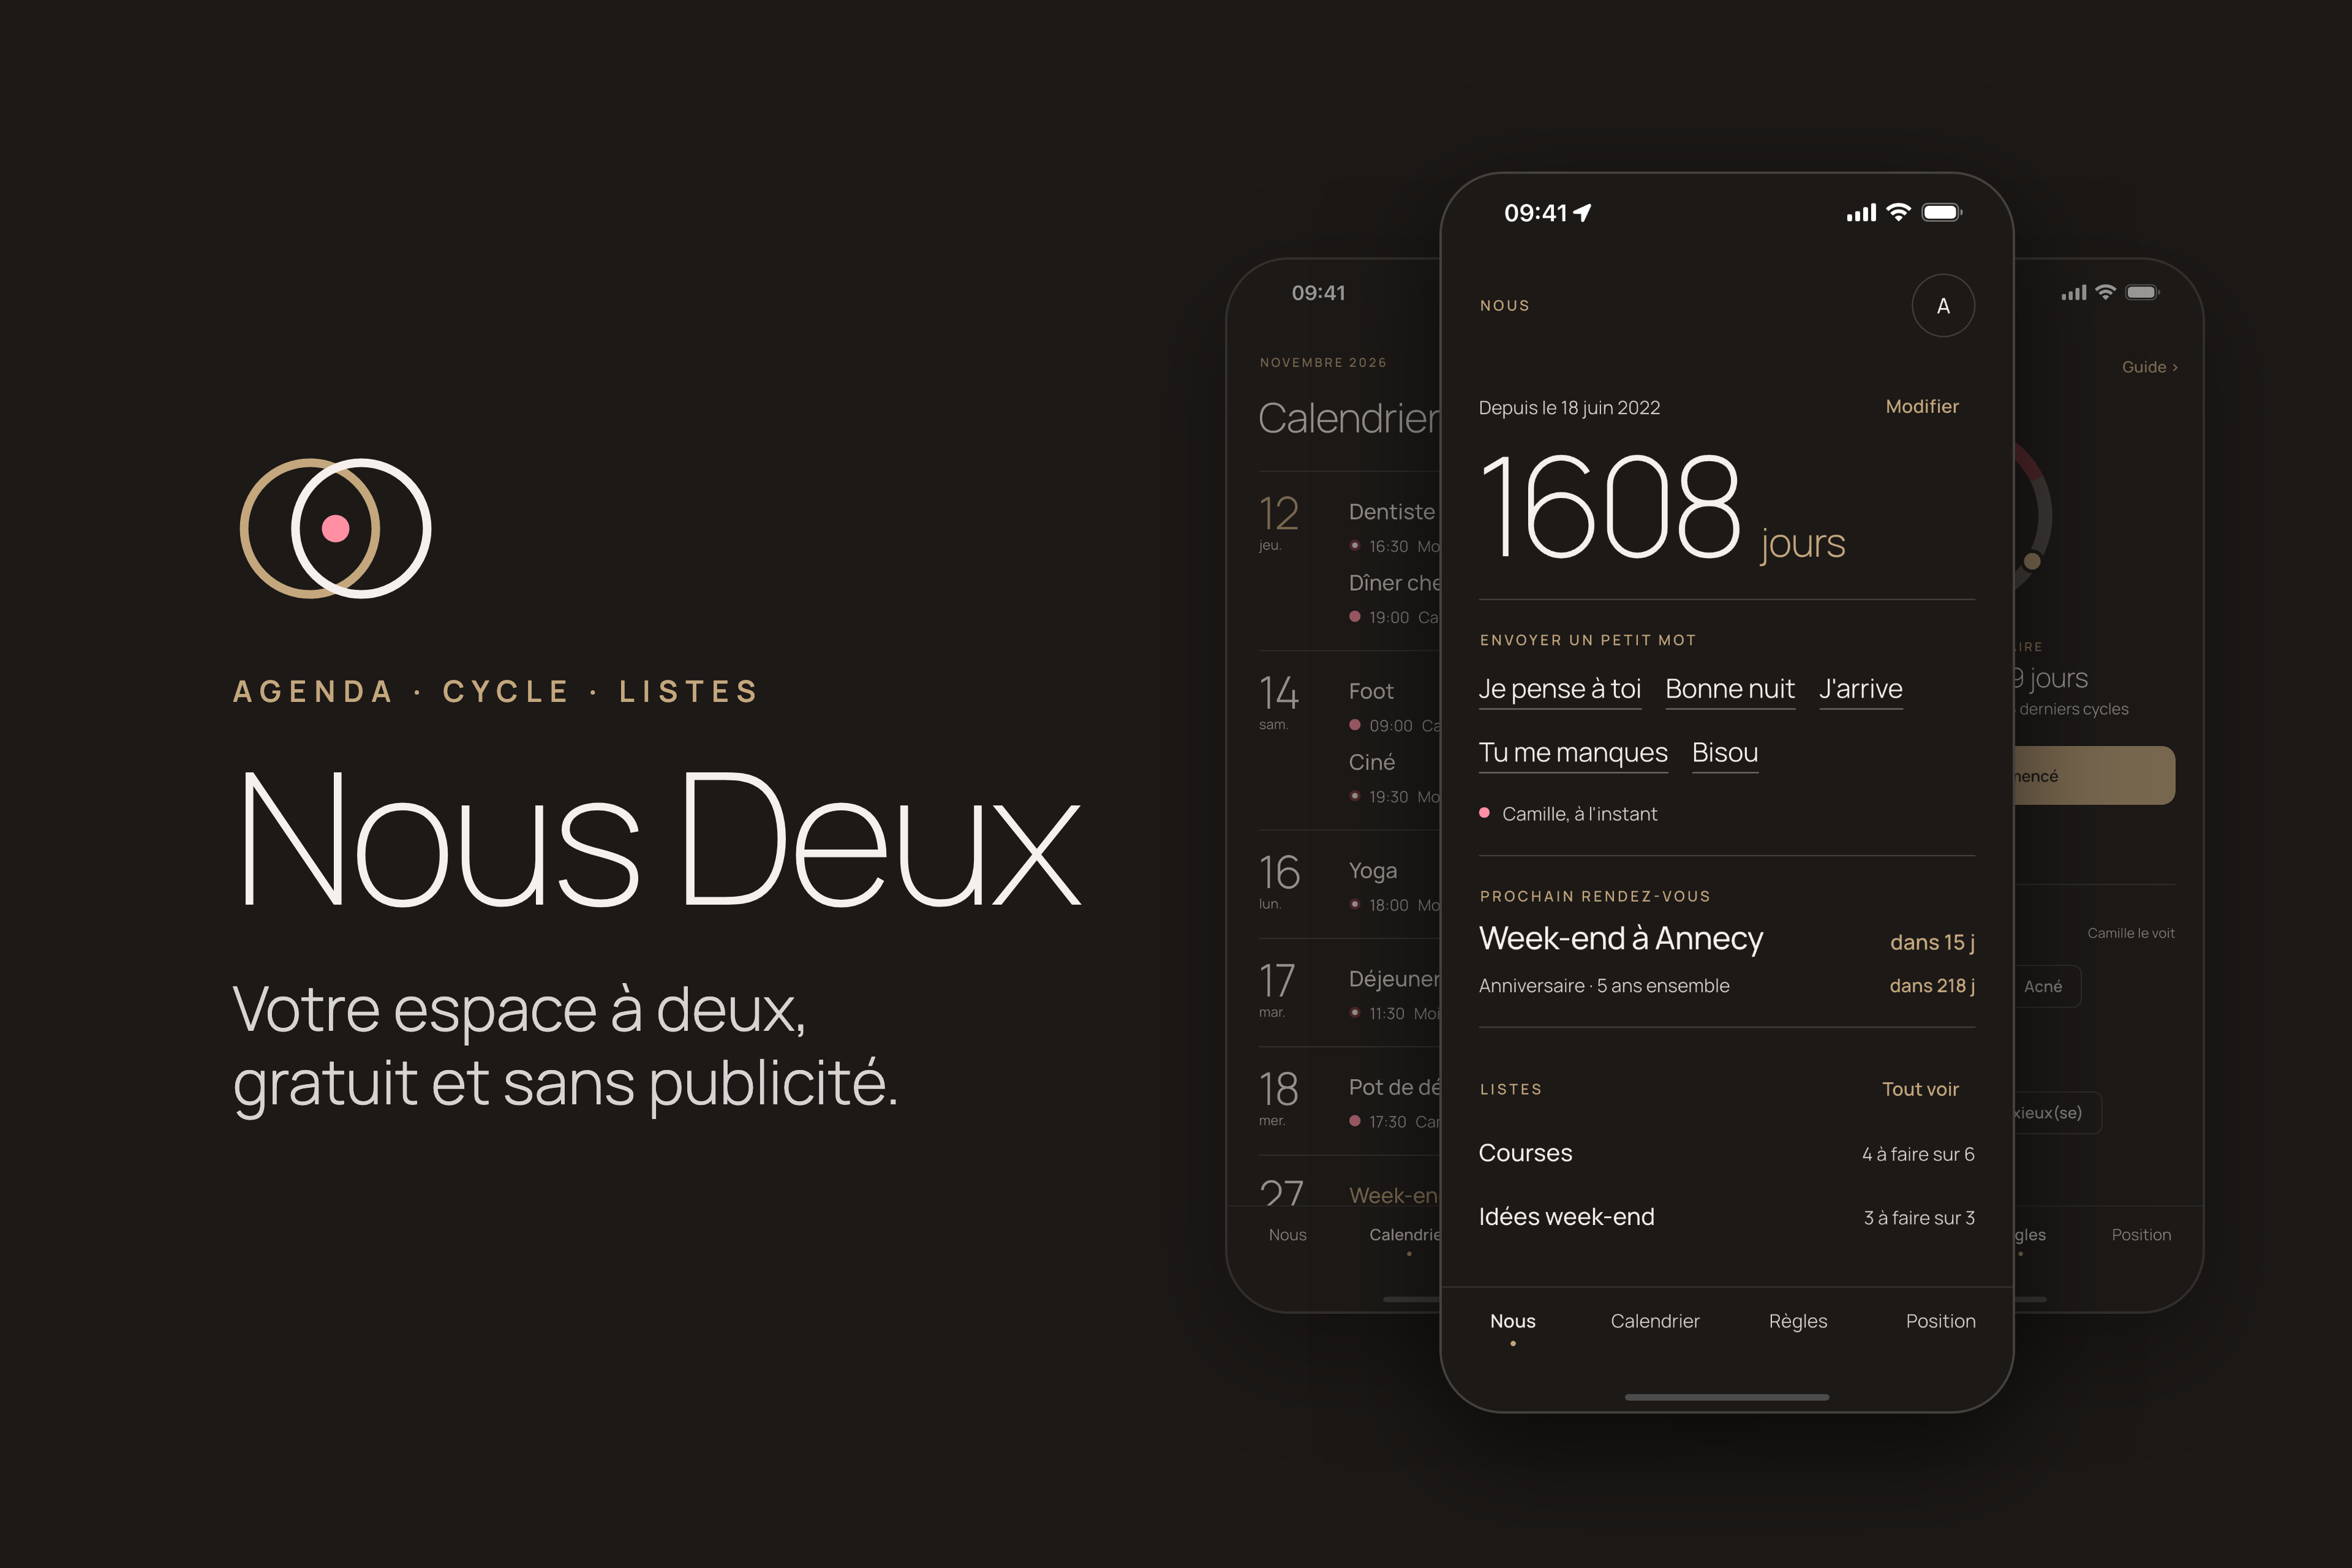 AGENDA · CYCLE · LISTES
Nous Deux
Votre espace à deux,
gratuit et sans publicité.
09:41
NOVEMBRE 2026
Calendrier
12
jeu.
Dentiste
16:30
Dîner
19:00
14
sam.
Foot
09:00
Ciné
19:30
16
lun.
Yoga
18:00
17
mar.
Déjeuner
11:30
18
mer.
Pot de
17:30
27
Nous
09:41
NOUS
A
Depuis le 18 juin 2022 Modifier
1608 jours
ENVOYER UN PETIT MOT
Je pense à toi Bonne nuit J'arrive
Tu me manques Bisou
Camille, à l'instant
PROCHAIN RENDEZ-VOUS
Week-end à Annecy dans 15 j
Anniversaire · 5 ans ensemble dans 218 j
LISTES Tout voir
Courses 4 à faire sur 6
Idées week-end 3 à faire sur 3
Nous Calendrier Règles Position
Guide ›
jours
derniers cycles
Camille le voit
Acné
Position